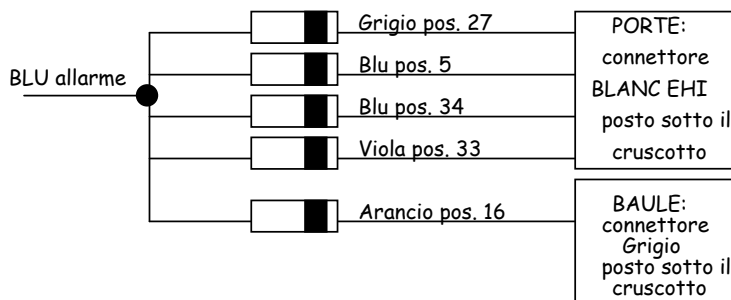 Grigio pos. 27
PORTE:
connettore
BLU allarme
Blu pos. 5
BLANC EHI
Blu pos. 34
posto sotto il
Viola pos. 33
cruscotto
Arancio pos. 16
BAULE:
connettore
Grigio
posto sotto il
cruscotto